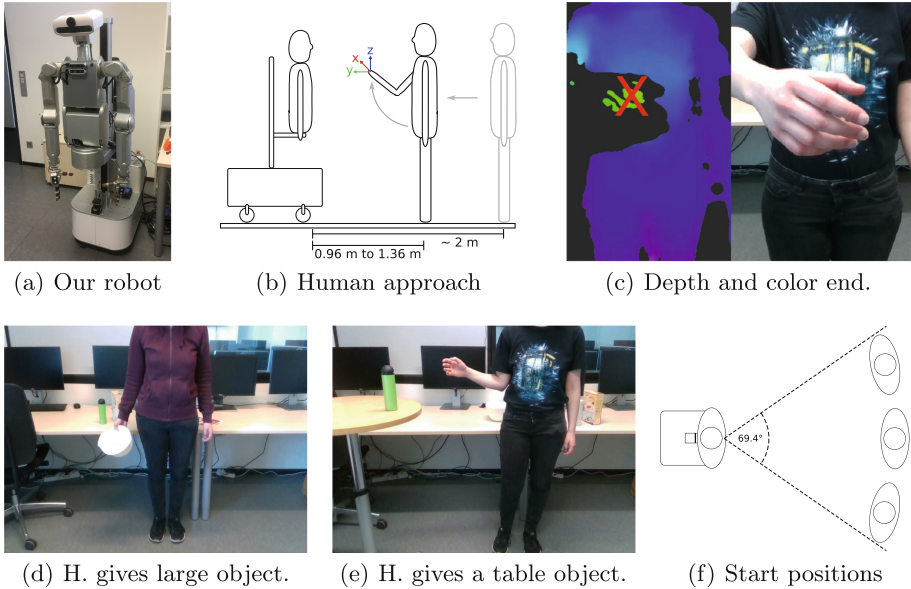 x
z
y
~ 2 m
0.96 m to 1.36 m
(a) Our robot
(b) Human approach
(c) Depth and color end.
69.4°
(d) H. gives large object.
(e) H. gives a table object.
(f) Start positions